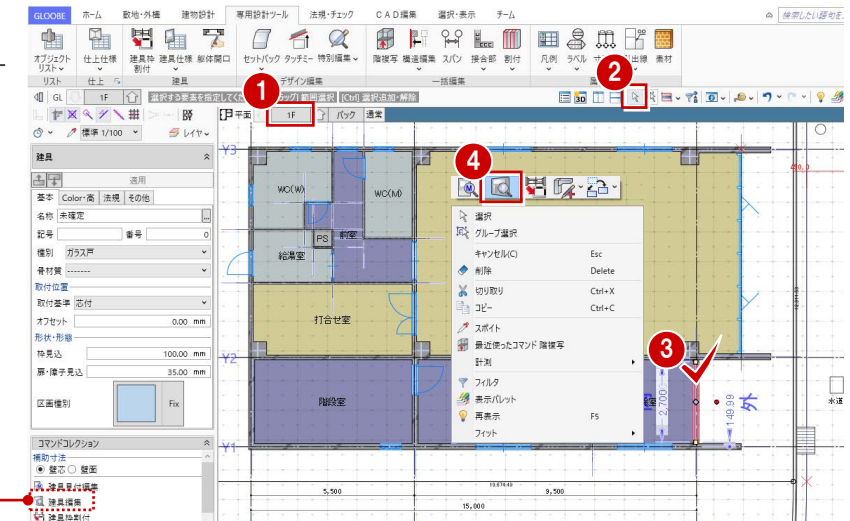 GLOOBE ホーム 敷地・外構 建物設計 専用設計ツール 法規・チェック CAD編集 選択・表示 チーム 検索したい語句を
オブジェクトリスト 仕上仕様 建具枠割付 建具仕様 躯体開口 セットバック タッチミー 特別編集 階複写 構造編集 スパン 接合部 割付 凡例 ラベル 出線 素材
リスト 仕上 建具 デザイン編集 一括編集
1
2
GL 1F 選択する要素を指定してく 範囲選択 [Ctrl] 選択追加・解除
平面 1F バック 通常
標準 1/100 レイヤ
建具
適用
基本 Color・高 法規 その他
名称 未確定 ...
記号 番号 0
種別 ガラス戸
骨材質 -------
取付位置
取付基準 芯付
オフセット 0.00 mm
形状・形態
枠見込 100.00 mm
扉・障子見込 35.00 mm
区画種別 Fix
コマンドコレクション
補助寸法
壁芯 壁面
建具見付編集
建具編集
建具枠割付
Y3
WC(W) WC(M)
PS 前室
給湯室
打合せ室
Y2
階段室
Y1
4
選択
グループ選択
キャンセル(C) Esc
削除 Delete
切り取り Ctrl+X
コピー Ctrl+C
スポイト
最近使ったコマンド 階複写
計測
フィルタ
表示パレット
再表示 F5
フィット
3
内 2,700 149.99 外
水道
5,500 9,500
15,000